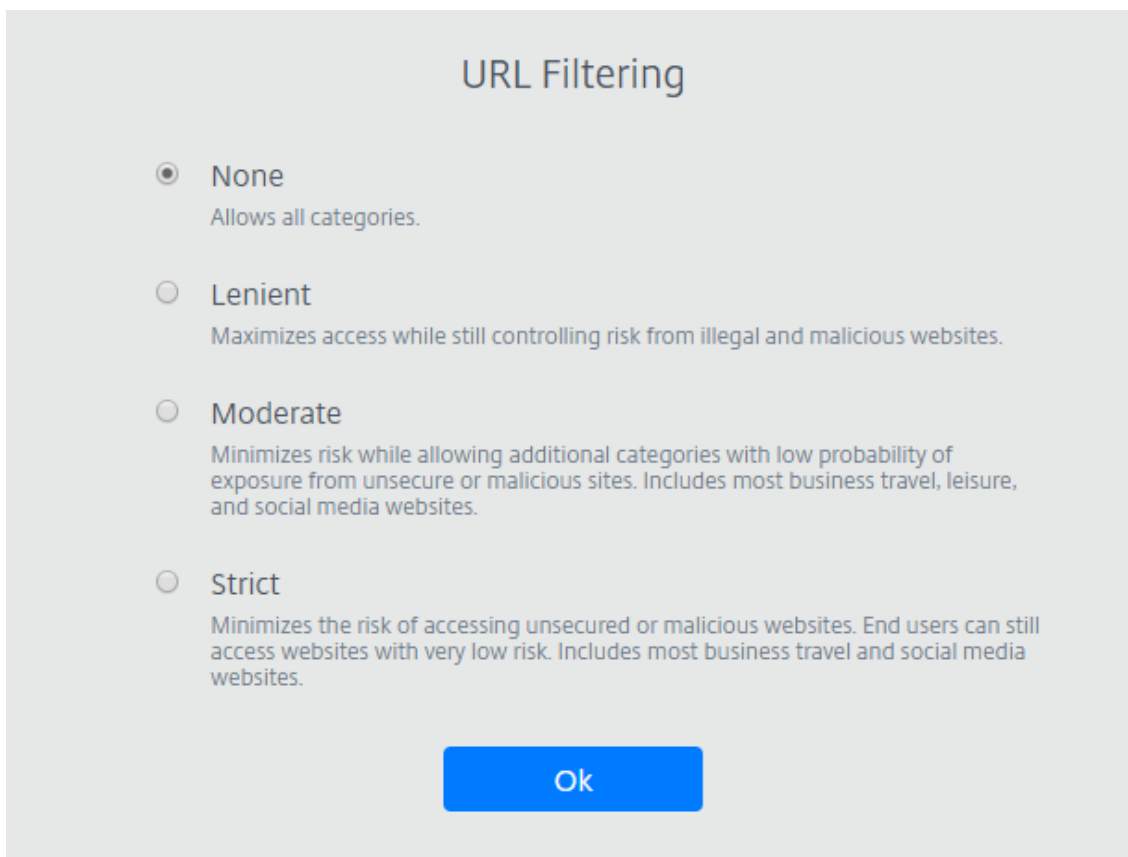 URL Filtering
None
Allows all categories.
Lenient
Maximizes access while still controlling risk from illegal and malicious websites.
Moderate
Minimizes risk while allowing additional categories with low probability of
exposure from unsecure or malicious sites. Includes most business travel, leisure,
and social media websites.
Strict
Minimizes the risk of accessing unsecured or malicious websites. End users can still
access websites with very low risk. Includes most business travel and social media
websites.
Ok